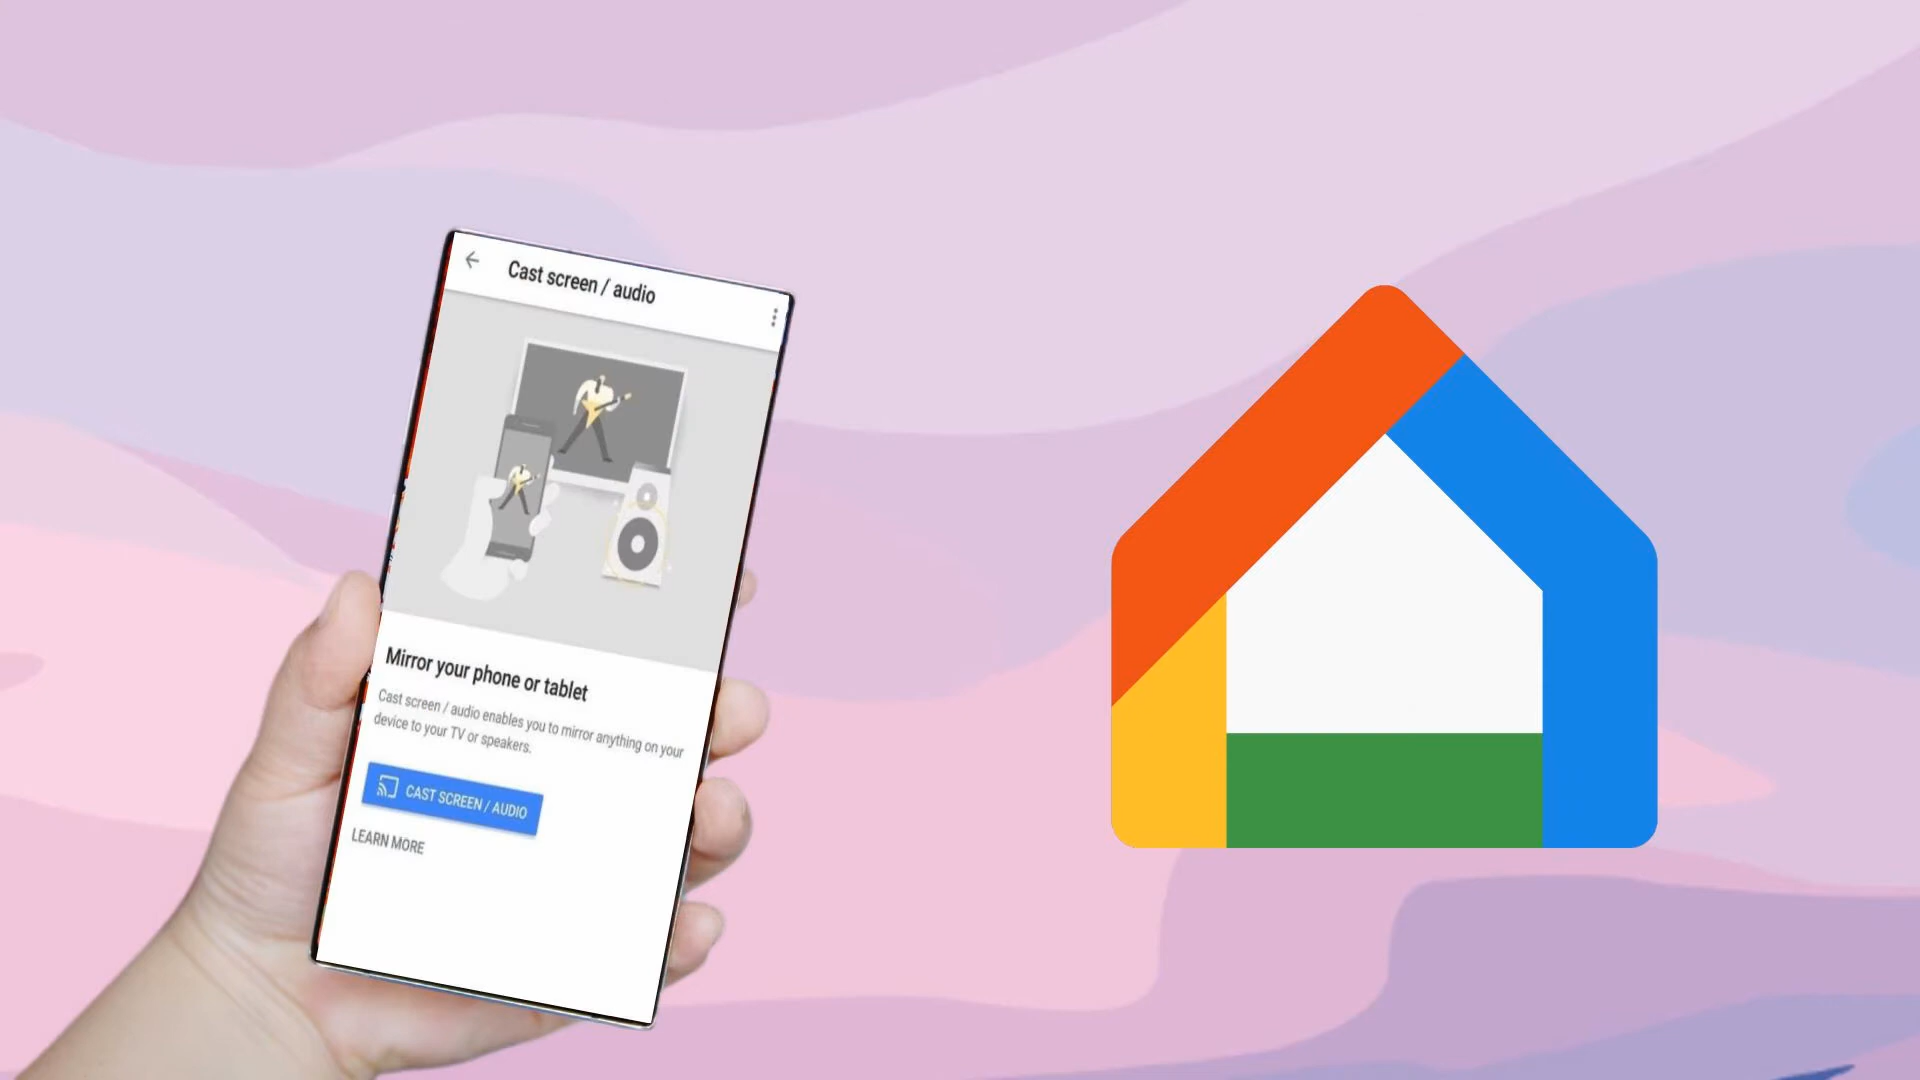 Cast screen / audio
Mirror your phone or tablet
Cast screen / audio enables you to mirror anything on your
device to your TV or speakers.
CAST SCREEN / AUDIO
LEARN MORE